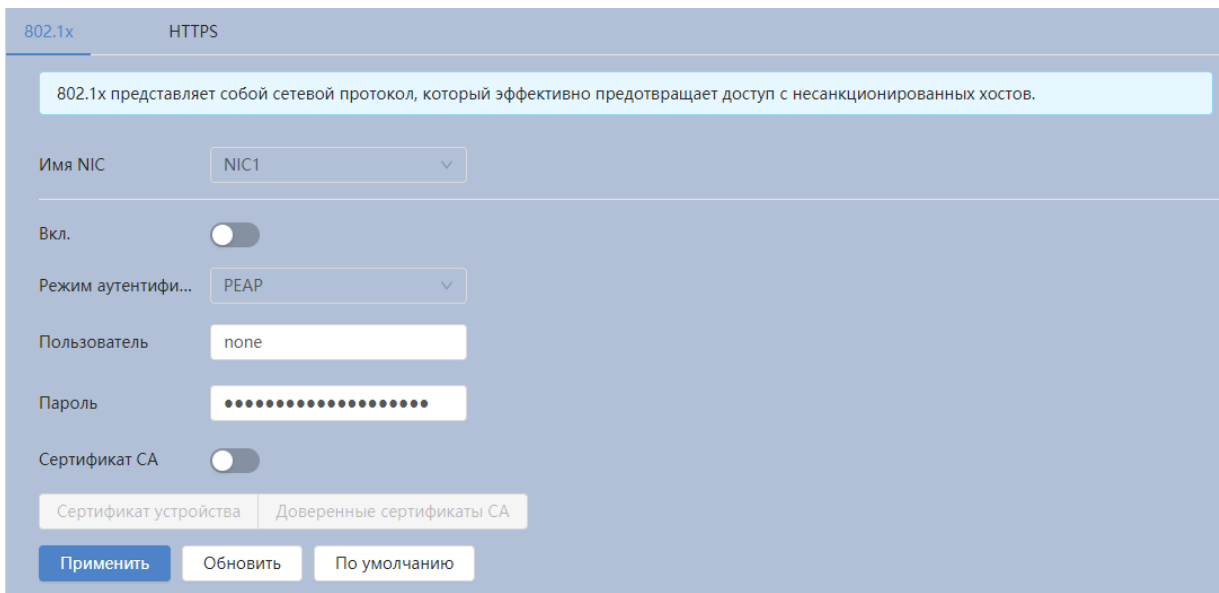 802.1x HTTPS
802.1x представляет собой сетевой протокол, который эффективно предотвращает доступ с несанкционированных хостов.
Имя NIC NIC1
Вкл.
Режим аутентифи... PEAP
Пользователь none
Пароль ••••••••••••••••••••
Сертификат CA
Сертификат устройства Доверенные сертификаты CA
Применить Обновить По умолчанию